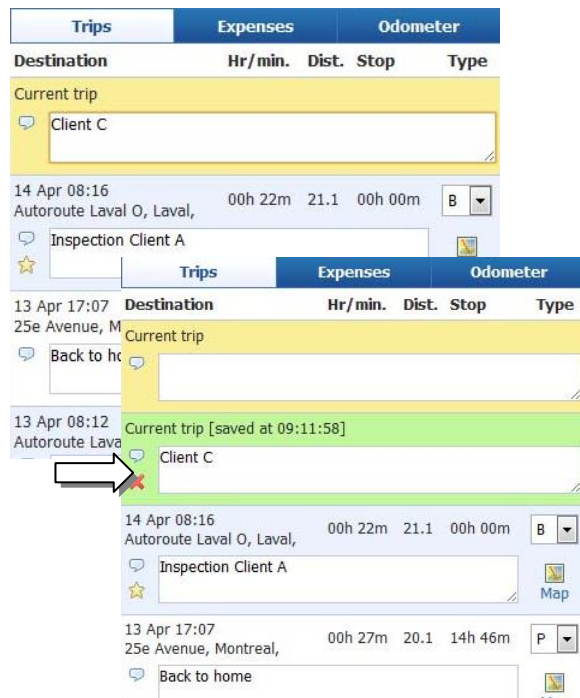 Trips Expenses Odometer
Destination Hr/min. Dist. Stop Type
Current trip
Client C
14 Apr 08:16
Autoroute Laval O, Laval, 00h 22m 21.1 00h 00m B
Inspection Client A
13 Apr 17:07
25e Avenue,
Back to
13 Apr 08:12
Autoroute
Trips Expenses Odometer
Destination Hr/min. Dist. Stop Type
Current trip
Current trip [saved at 09:11:58]
Client C
14 Apr 08:16
Autoroute Laval O, Laval, 00h 22m 21.1 00h 00m B
Inspection Client A
Map
13 Apr 17:07
25e Avenue, Montreal, 00h 27m 20.1 14h 46m P
Back to home